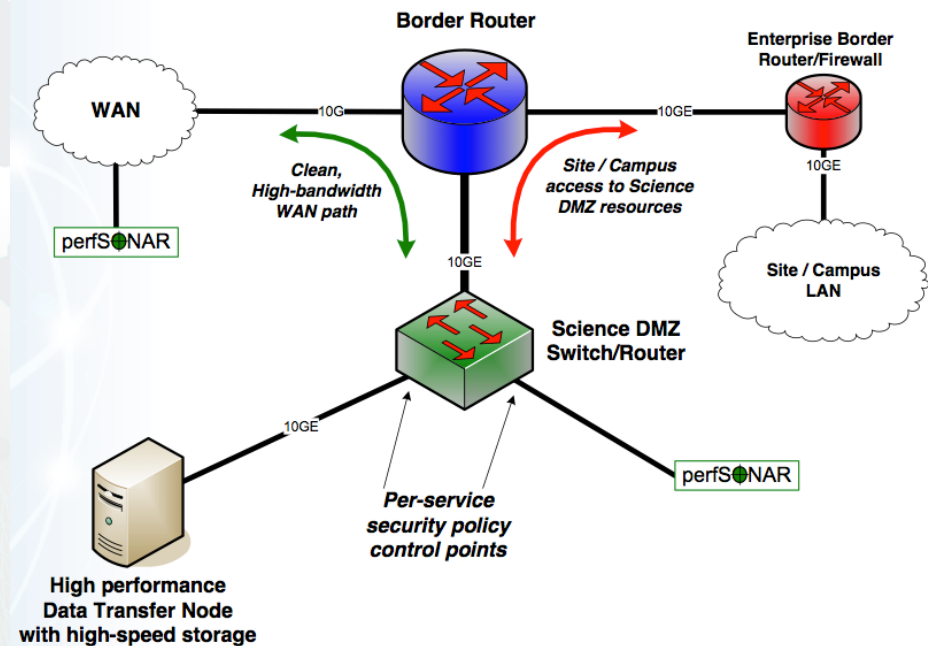 Border Router
Enterprise Border
Router/Firewall
WAN
10G
10GE
10GE
Clean,
High-bandwidth
WAN path
Site / Campus
access to Science
DMZ resources
perfSONAR
10GE
Site / Campus
LAN
Science DMZ
Switch/Router
10GE
perfSONAR
Per-service
security policy
control points
High performance
Data Transfer Node
with high-speed storage